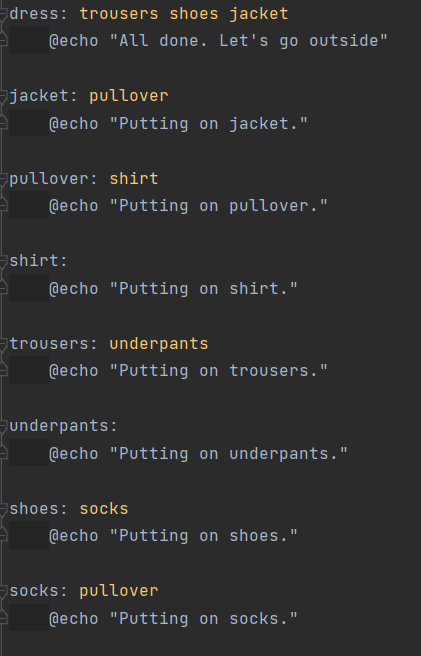 dress: trousers shoes jacket
@echo "All done. Let's go outside"
jacket: pullover
@echo "Putting on jacket."
pullover: shirt
@echo "Putting on pullover."
shirt:
@echo "Putting on shirt."
trousers: underpants
@echo "Putting on trousers."
underpants:
@echo "Putting on underpants."
shoes: socks
@echo "Putting on shoes."
socks: pullover
@echo "Putting on socks."